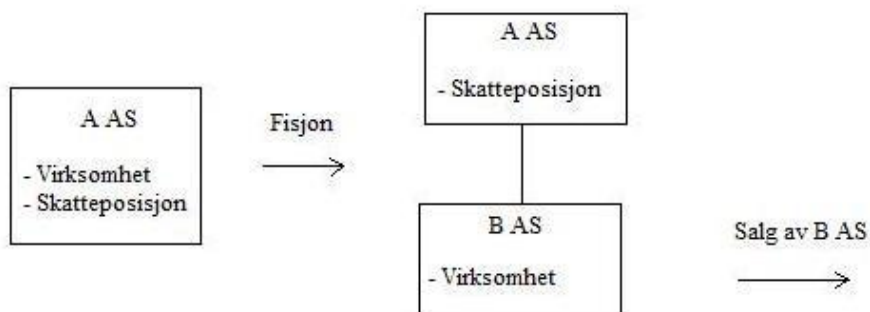 A AS
- Virksomhet
- Skatteposisjon
Fisjon
A AS
- Skatteposisjon
B AS
- Virksomhet
Salg av B AS